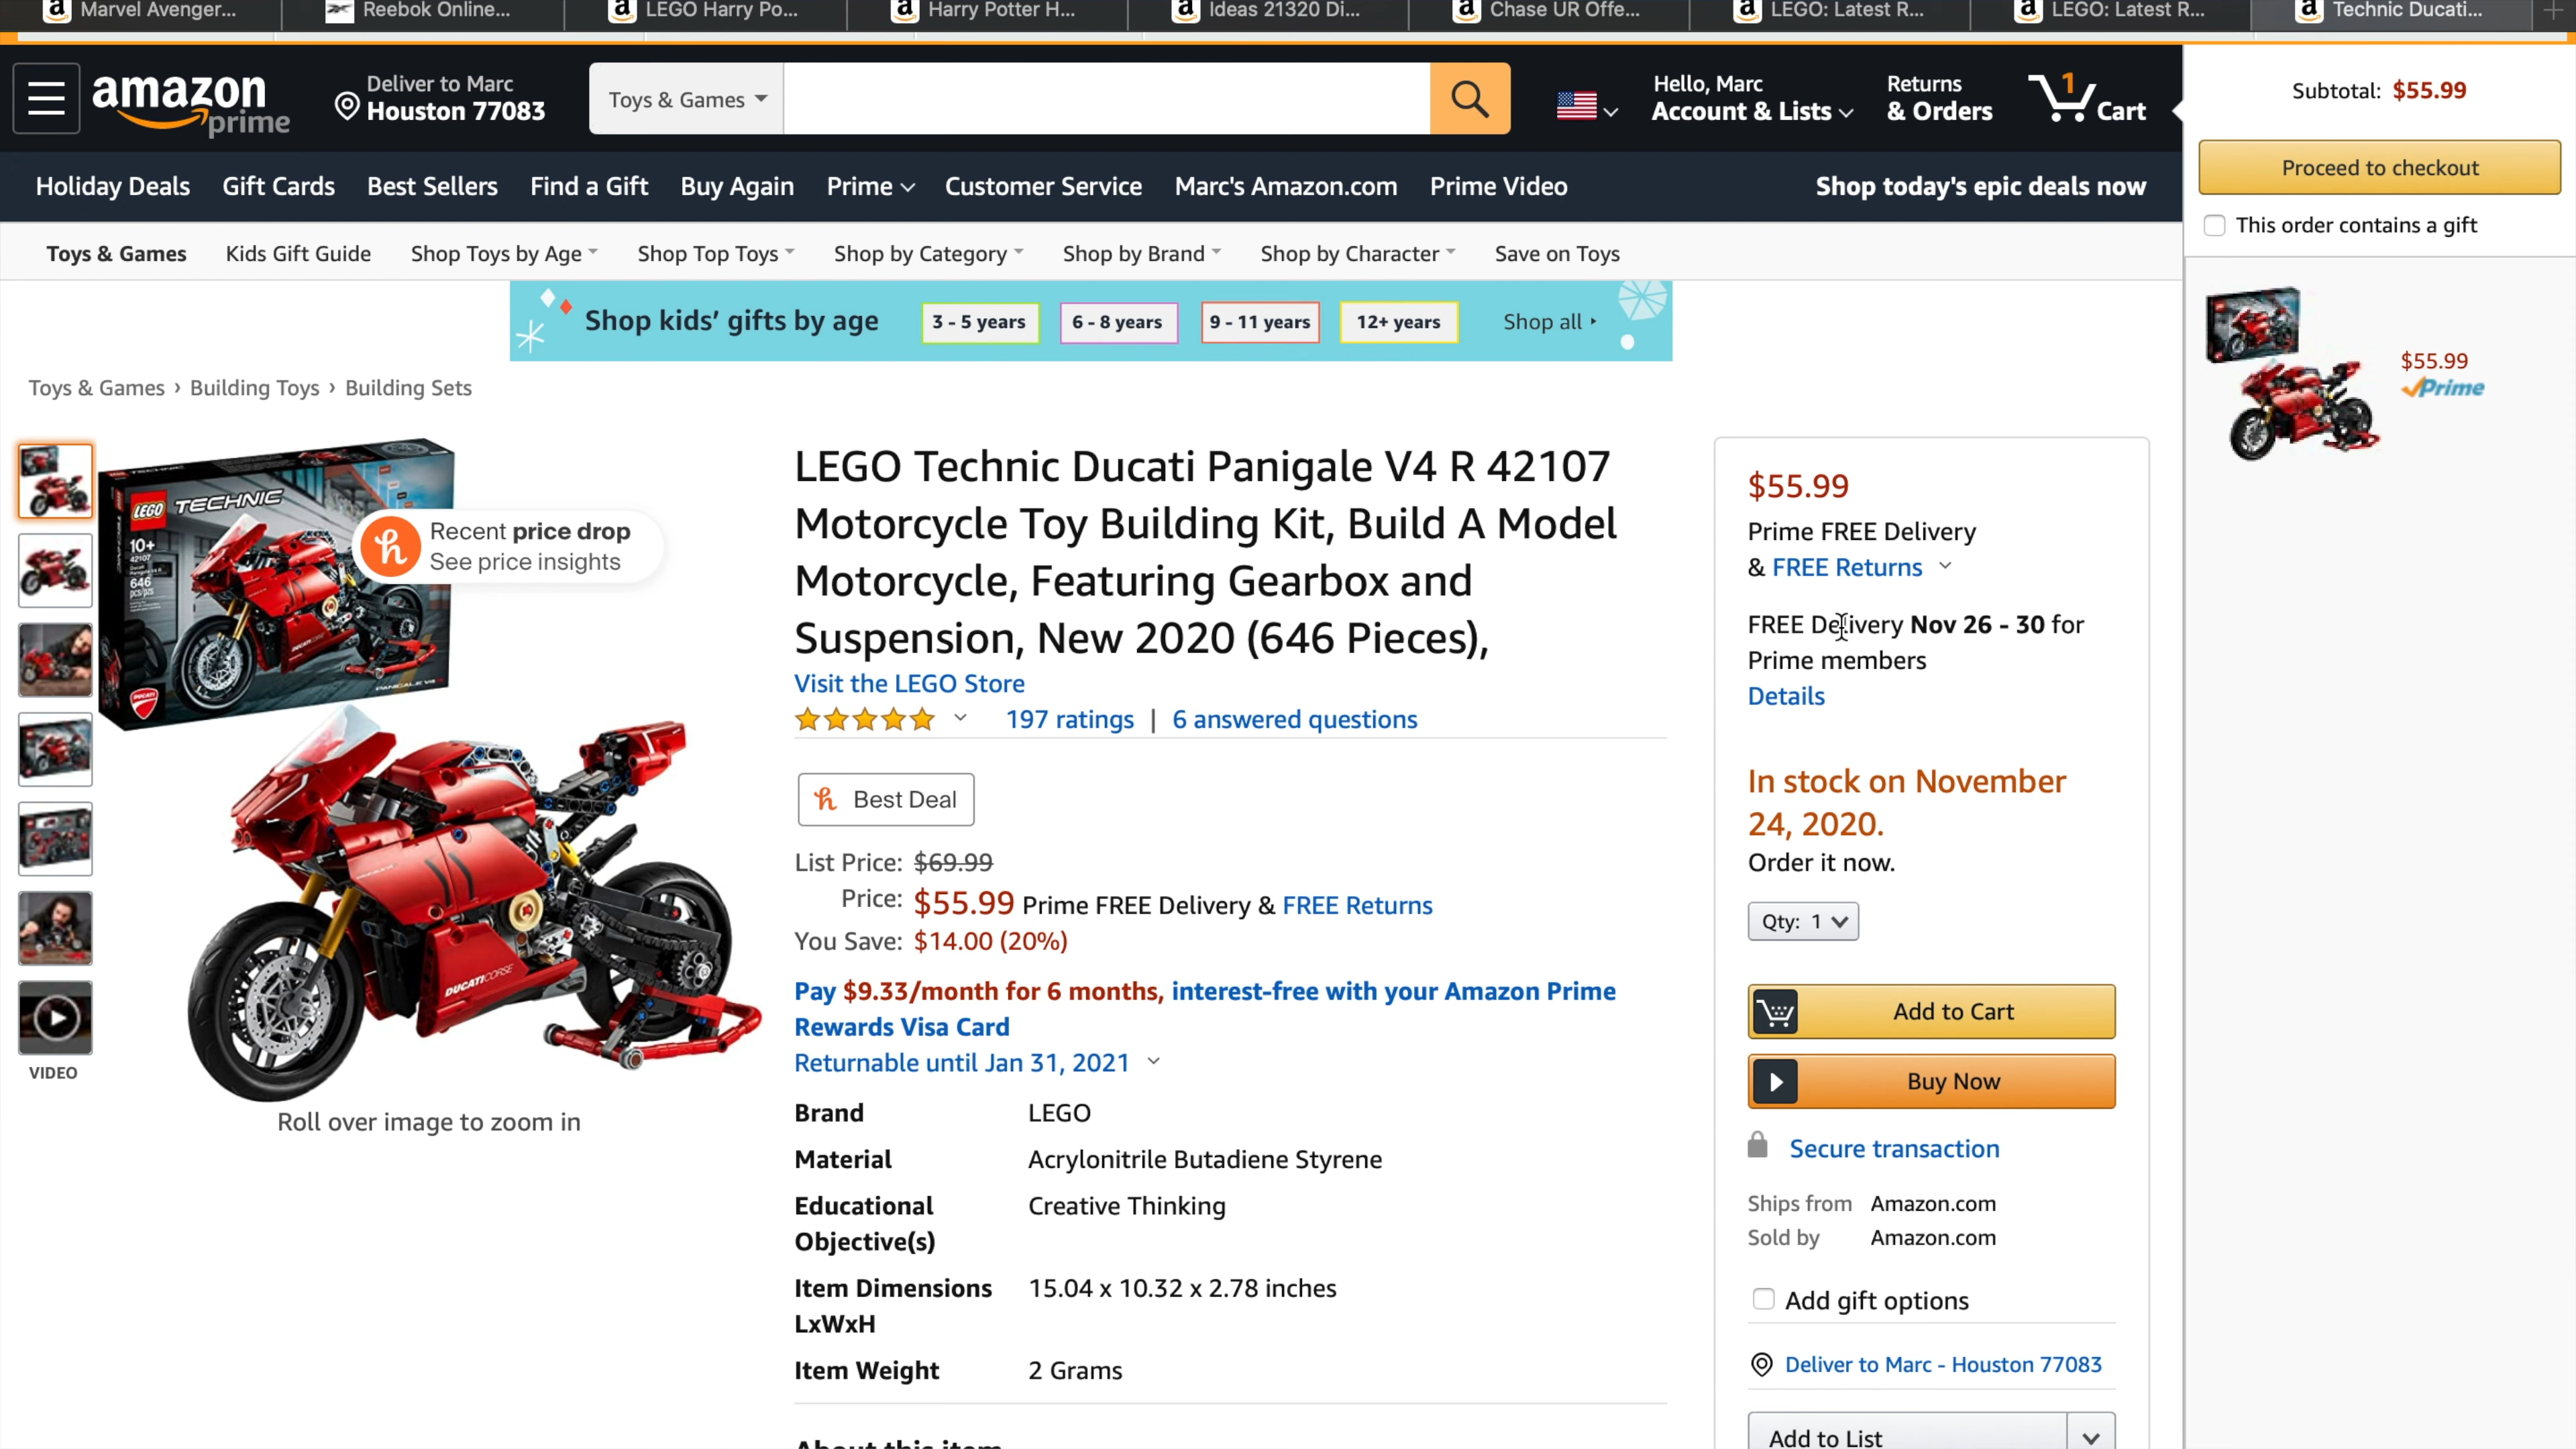 Marvel Avenger...
Reebok Online...
LEGO Harry Po...
Harry Potter H...
Ideas 21320 Di...
Chase UR Offe...
LEGO: Latest R...
LEGO: Latest R...
Technic Ducati...
amazon
prime
Deliver to Marc
Houston 77083
Toys & Games
Hello, Marc
Account & Lists
Returns
& Orders
1
Cart
Subtotal: $55.99
Proceed to checkout
This order contains a gift
$55.99
Prime
Holiday Deals
Gift Cards
Best Sellers
Find a Gift
Buy Again
Prime
Customer Service
Marc's Amazon.com
Prime Video
Shop today's epic deals now
Toys & Games
Kids Gift Guide
Shop Toys by Age
Shop Top Toys
Shop by Category
Shop by Brand
Shop by Character
Save on Toys
Shop kids' gifts by age
3 - 5 years
6 - 8 years
9 - 11 years
12+ years
Shop all
Toys & Games › Building Toys › Building Sets
LEGO TECHNIC
10+
42107
646
pcs/pzs
DUCATI
PANIGALE V4 R
Recent price drop
See price insights
DUCATICORSE
VIDEO
Roll over image to zoom in
LEGO Technic Ducati Panigale V4 R 42107
Motorcycle Toy Building Kit, Build A Model
Motorcycle, Featuring Gearbox and
Suspension, New 2020 (646 Pieces),
Visit the LEGO Store
197 ratings | 6 answered questions
Best Deal
List Price: $69.99
Price: $55.99 Prime FREE Delivery & FREE Returns
You Save: $14.00 (20%)
Pay $9.33/month for 6 months, interest-free with your Amazon Prime
Rewards Visa Card
Returnable until Jan 31, 2021
Brand LEGO
Material Acrylonitrile Butadiene Styrene
Educational Creative Thinking
Objective(s)
Item Dimensions 15.04 x 10.32 x 2.78 inches
LxWxH
Item Weight 2 Grams
About this item
$55.99
Prime FREE Delivery
& FREE Returns
FREE Delivery Nov 26 - 30 for
Prime members
Details
In stock on November
24, 2020.
Order it now.
Qty: 1
Add to Cart
Buy Now
Secure transaction
Ships from Amazon.com
Sold by Amazon.com
Add gift options
Deliver to Marc - Houston 77083
Add to List